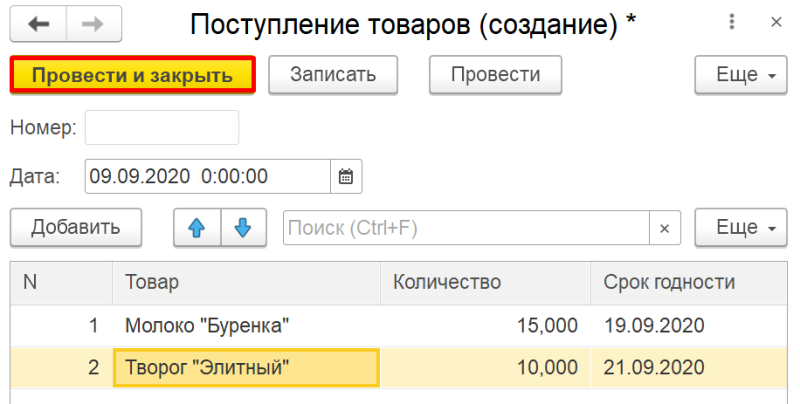 Поступление товаров (создание) *
Провести и закрыть Записать Провести Еще
Номер:
Дата: 09.09.2020 0:00:00
Добавить Поиск (Ctrl+F) × Еще
N Товар Количество Срок годности
1 Молоко "Буренка" 15,000 19.09.2020
2 Творог "Элитный" 10,000 21.09.2020